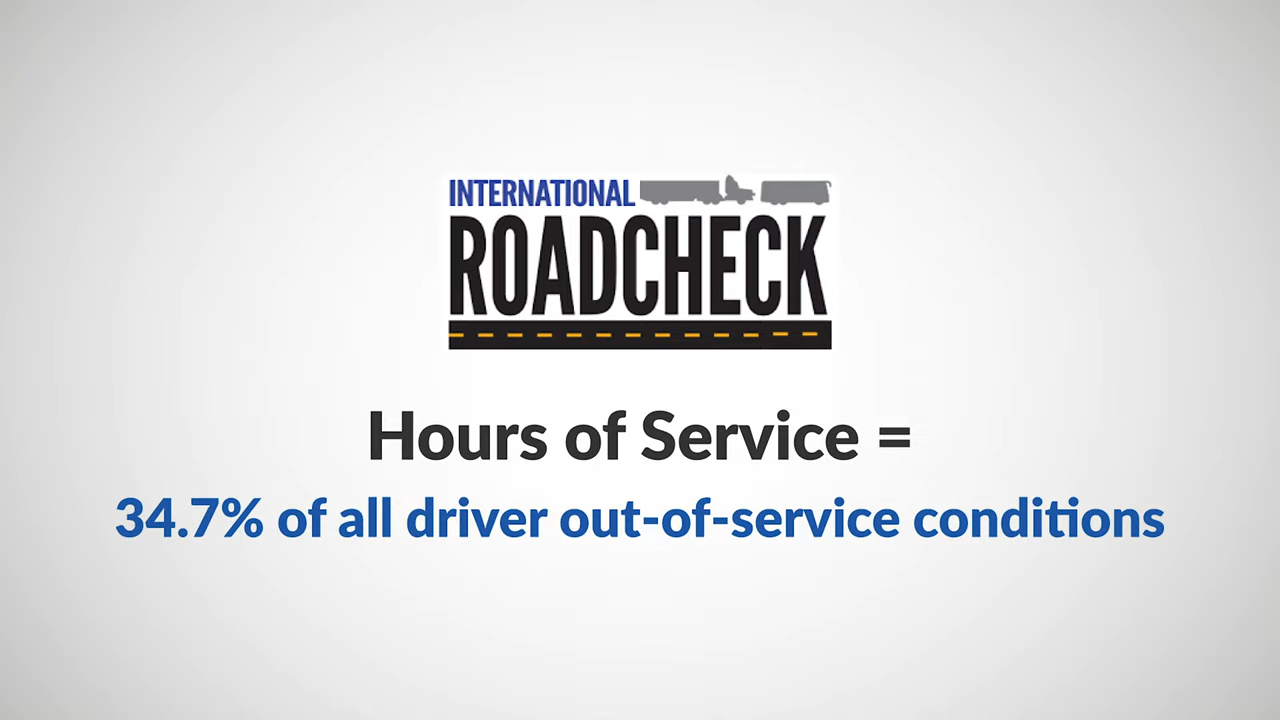 INTERNATIONAL
ROADCHECK
Hours of Service =
34.7% of all driver out-of-service conditions